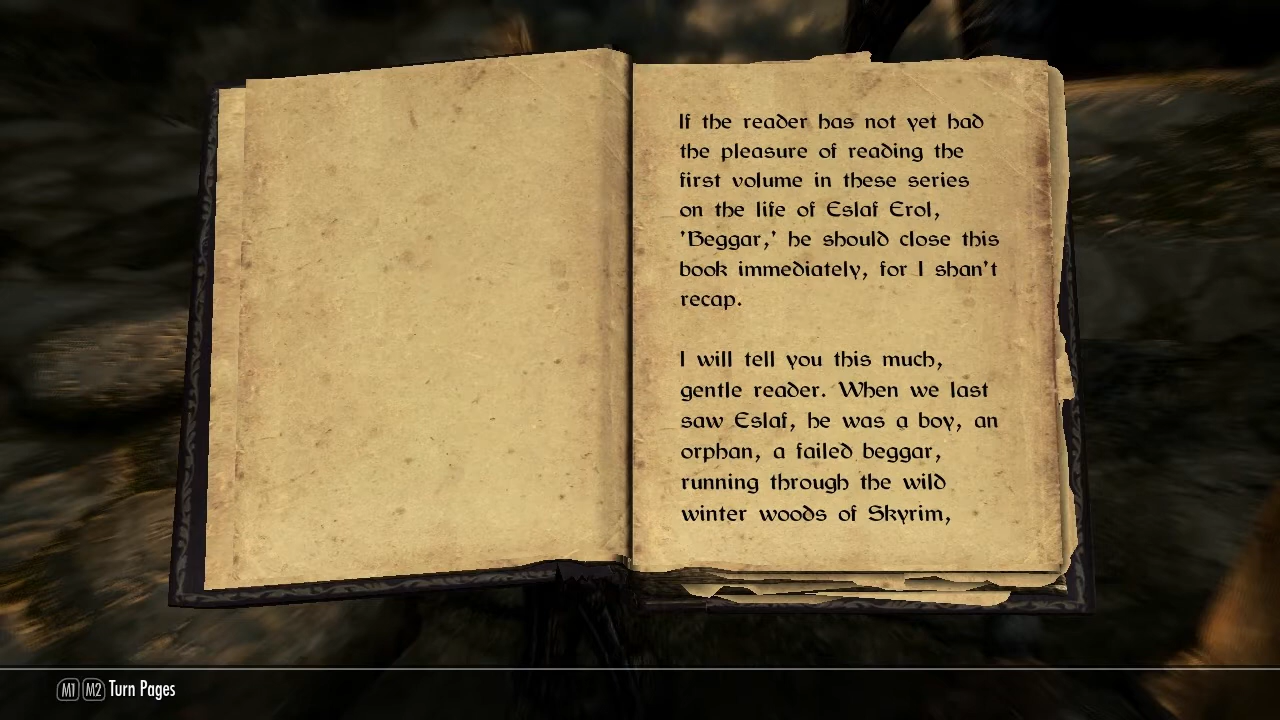 If the reader has not yet had
the pleasure of reading the
first volume in these series
on the life of Eslaf Erol,
'Beggar,' he should close this
book immediately, for I shan't
recap.
I will tell you this much,
gentle reader. When we last
saw Eslaf, he was a boy, an
orphan, a failed beggar,
running through the wild
winter woods of Skyrim,
M1 M2 Turn Pages